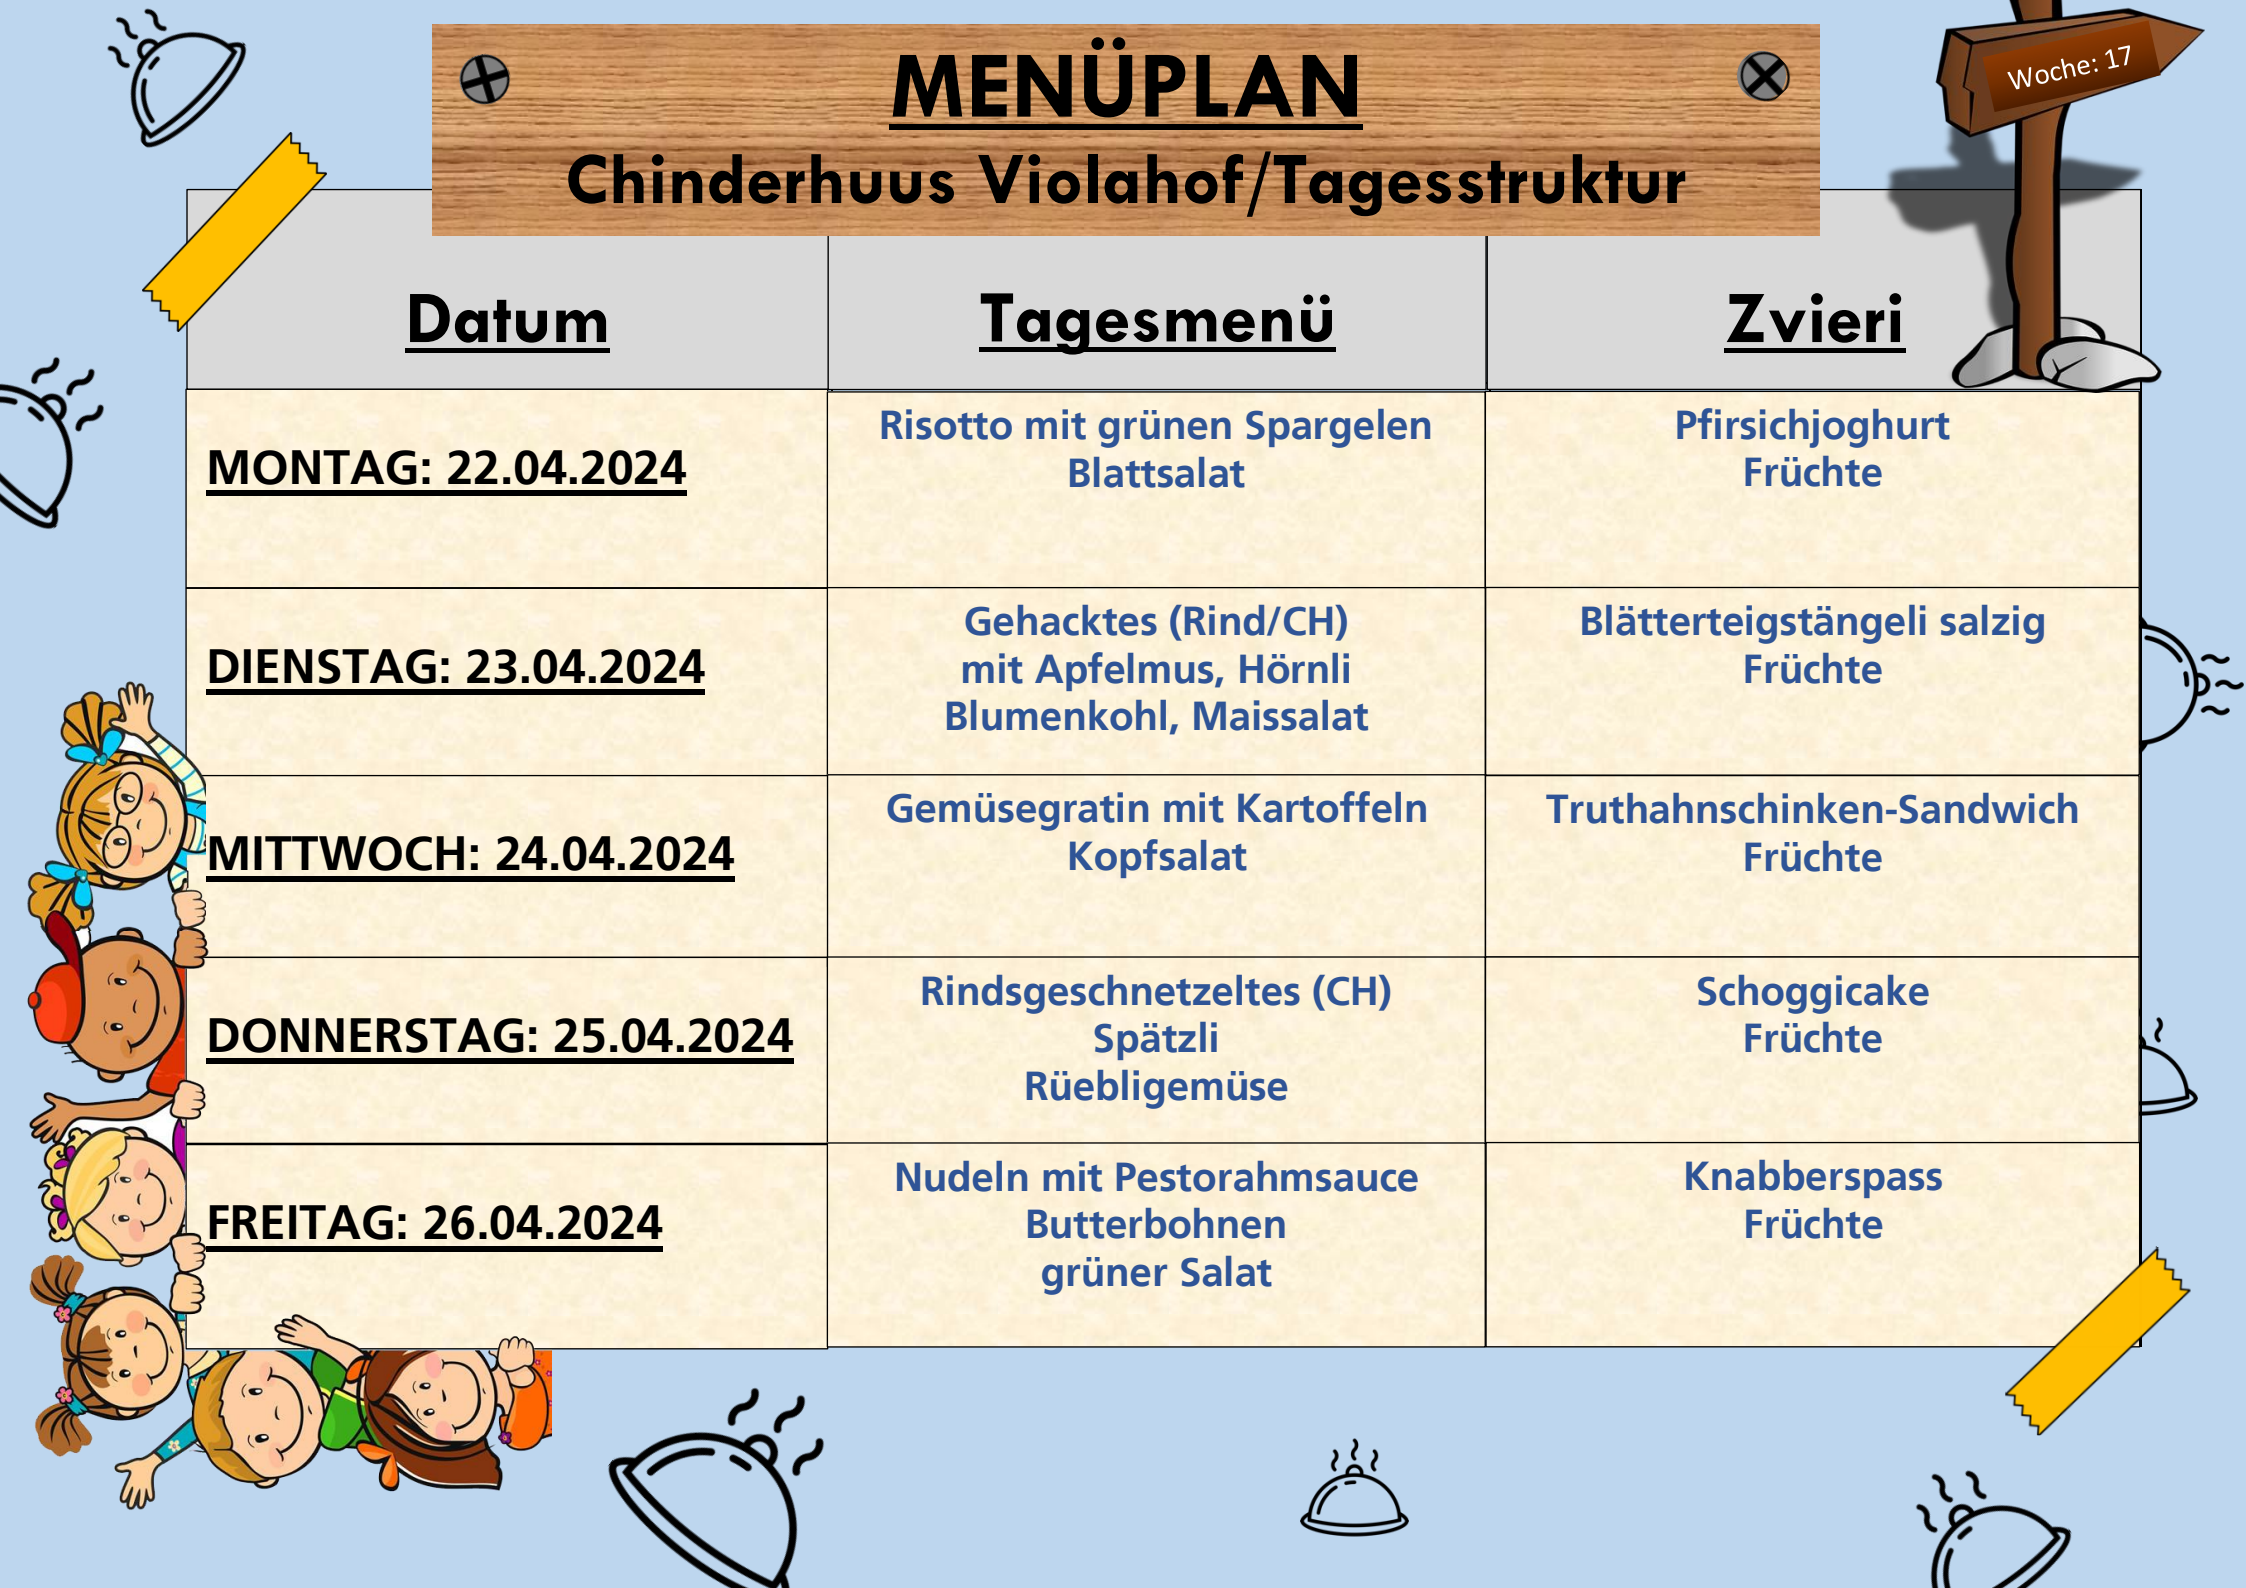 MENÜPLAN
Chinderhuus Violahof/Tagesstruktur
Woche: 17
Datum
Tagesmenü
Zvieri
MONTAG: 22.04.2024
Risotto mit grünen Spargelen
Blattsalat
Pfirsichjoghurt
Früchte
DIENSTAG: 23.04.2024
Gehacktes (Rind/CH)
mit Apfelmus, Hörnli
Blumenkohl, Maissalat
Blätterteigstängeli salzig
Früchte
MITTWOCH: 24.04.2024
Gemüsegratin mit Kartoffeln
Kopfsalat
Truthahnschinken-Sandwich
Früchte
DONNERSTAG: 25.04.2024
Rindsgeschnetzeltes (CH)
Spätzli
Rüebligemüse
Schoggicake
Früchte
FREITAG: 26.04.2024
Nudeln mit Pestorahmsauce
Butterbohnen
grüner Salat
Knabberspass
Früchte